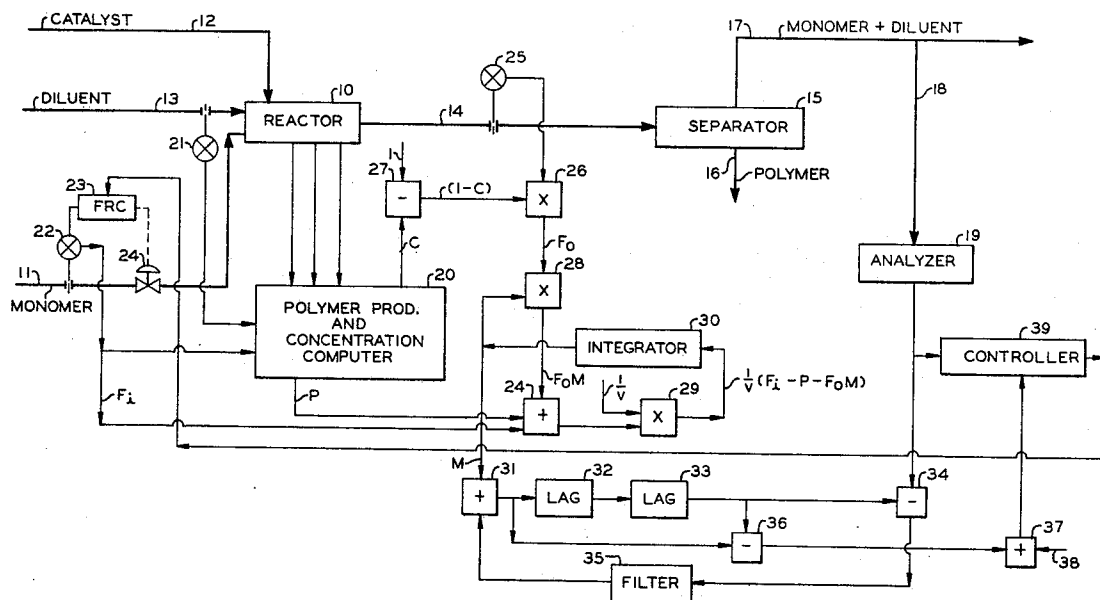 CATALYST
12
17
MONOMER + DILUENT
25
DILUENT
13
10
REACTOR
14
15
SEPARATOR
18
21
1
27
−
(1-C)
26
X
16
POLYMER
23
FRC
22
24
11
MONOMER
C
F₀
28
X
19
ANALYZER
20
POLYMER PROD.
AND
CONCENTRATION
COMPUTER
30
INTEGRATOR
39
CONTROLLER
Fi
P
F₀M
24
+
1/V
29
X
1/V (Fi - P - F₀M)
M
31
+
32
LAG
33
LAG
34
−
36
−
37
+
38
35
FILTER